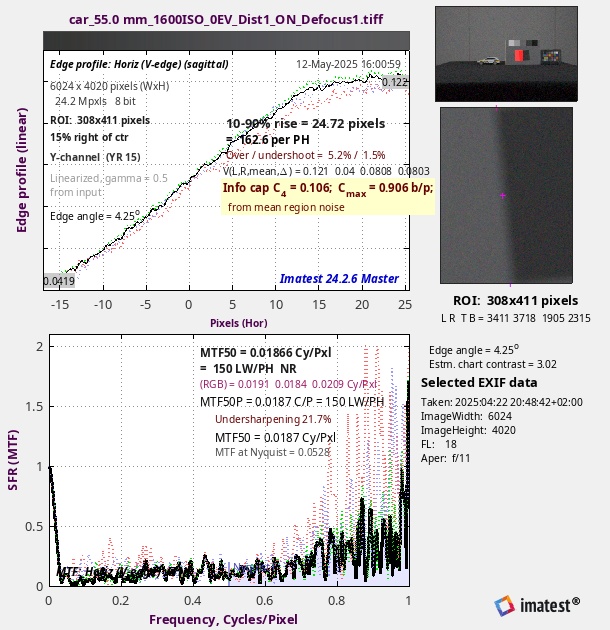 car_55.0 mm_1600ISO_0EV_Dist1_ON_Defocus1.tiff
Edge profile: Horiz (V-edge) (sagittal)
12-May-2025 16:00:59
0.122
6024 x 4020 pixels (WxH)
24.2 Mpxls   8 bit
ROI:  308x411 pixels
15% right of ctr
Y-channel  (YR 15)
Linearized, gamma = 0.5
from input
Edge angle = 4.25⁰
10-90% rise = 24.72 pixels
= 162.6 per PH
Over / undershoot =  5.2% /  1.5%
V(L,R,mean,Δ) = 0.121   0.04   0.0808   0.0803
Info cap C4 = 0.106;  Cmax = 0.906 b/p;
from mean region noise
0.0419
Imatest 24.2.6 Master
Edge profile (linear)
-15 -10 -5 0 5 10 15 20 25
Pixels (Hor)
ROI:  308x411 pixels
L R  T B = 3411 3718  1905 2315
MTF50 = 0.01866 Cy/Pxl
=  150 LW/PH  NR
(RGB) = 0.0191  0.0184  0.0209 Cy/Pxl
MTF50P = 0.0187 C/P = 150 LW/PH
Undersharpening 21.7%
MTF50 = 0.0187 Cy/Pxl
MTF at Nyquist = 0.0528
SFR (MTF)
2
1.5
1
0.5
0
0 0.2 0.4 0.6 0.8 1
Frequency, Cycles/Pixel
Edge angle = 4.25⁰
Estm. chart contrast = 3.02
Selected EXIF data
Taken: 2025:04:22 20:48:42+02:00
ImageWidth:  6024
ImageHeight:  4020
FL:   18
Aper:  f/11
imatest®